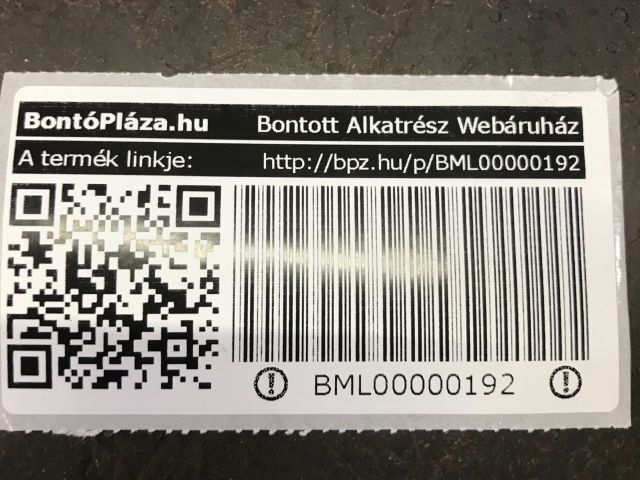 BontóPláza.hu Bontott Alkatrész Webáruház
A termék linkje: http://bpz.hu/p/BML00000192
BML00000192